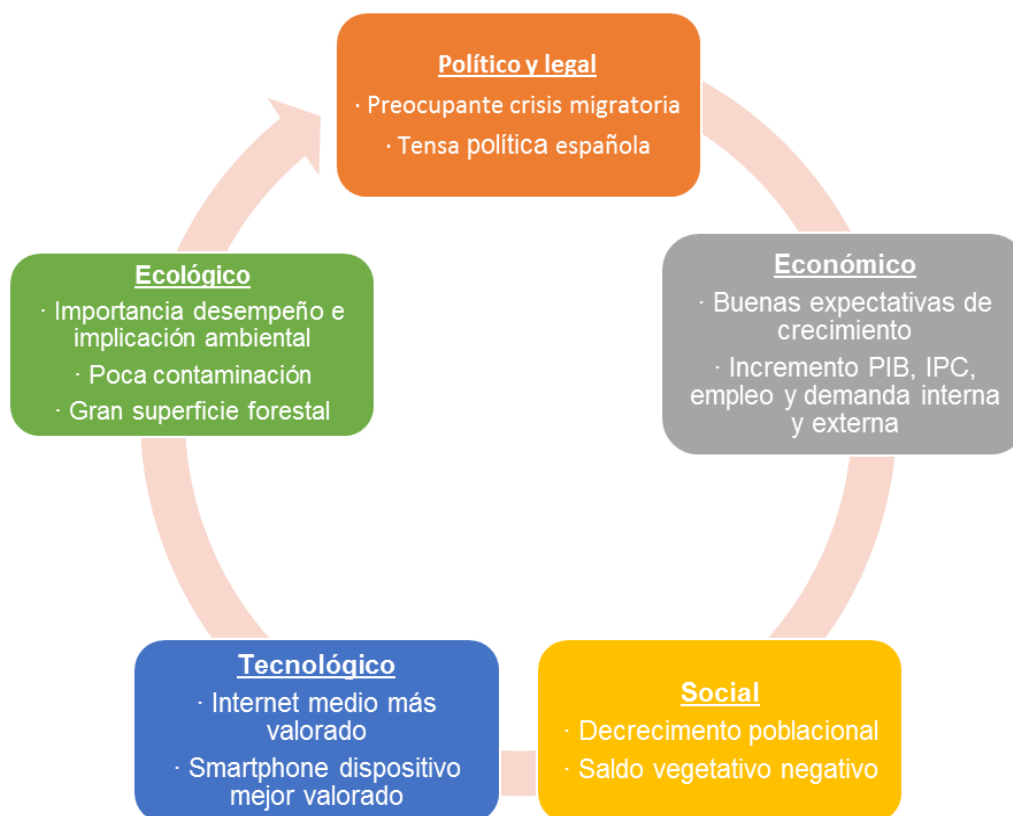 Político y legal
· Preocupante crisis migratoria
· Tensa política española
Económico
· Buenas expectativas de
crecimiento
· Incremento PIB, IPC,
empleo y demanda interna
y externa
Social
· Decrecimento poblacional
· Saldo vegetativo negativo
Tecnológico
· Internet medio más
valorado
· Smartphone dispositivo
mejor valorado
Ecológico
· Importancia desempeño e
implicación ambiental
· Poca contaminación
· Gran superficie forestal